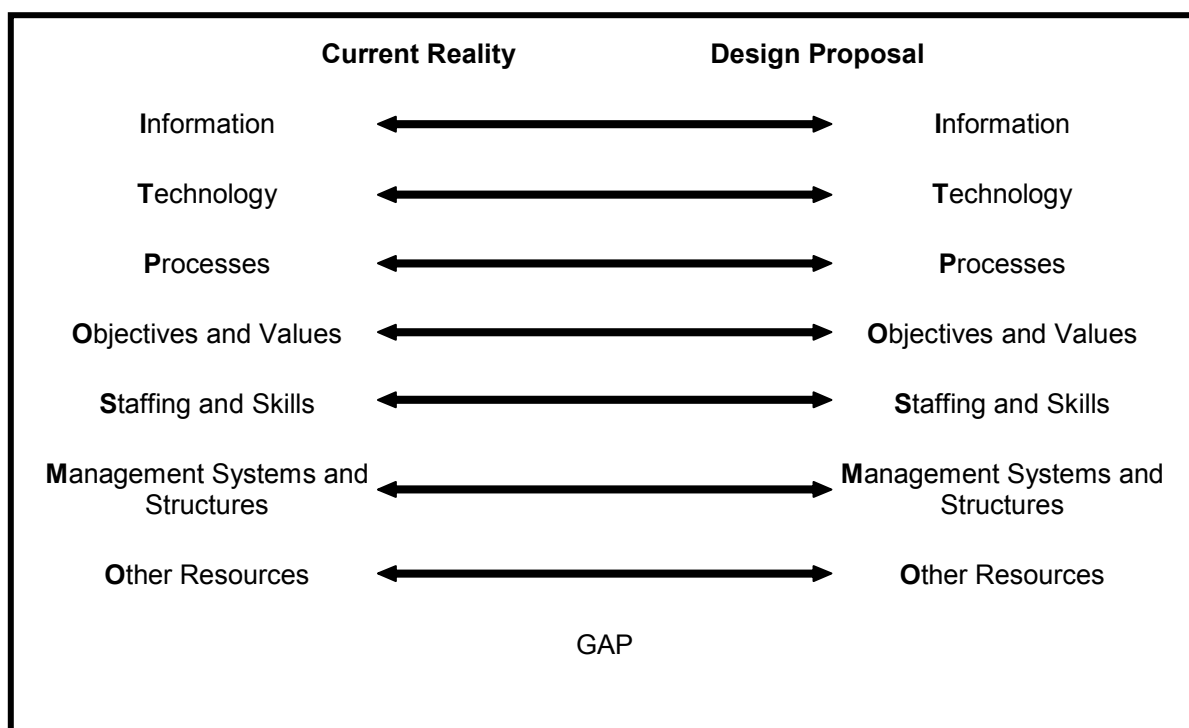 Current Reality Design Proposal
Information Information
Technology Technology
Processes Processes
Objectives and Values Objectives and Values
Staffing and Skills Staffing and Skills
Management Systems and Management Systems and
Structures Structures
Other Resources Other Resources
GAP